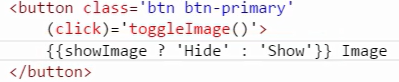 <button class='btn btn-primary'
(click)='toggleImage()'>
{{showImage ? 'Hide' : 'Show'}} Image
</button>